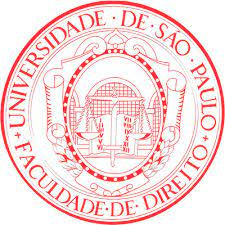 UNIVERSIDADE · DE · SÃO · PAULO
FACULDADE · DE · DIREITO